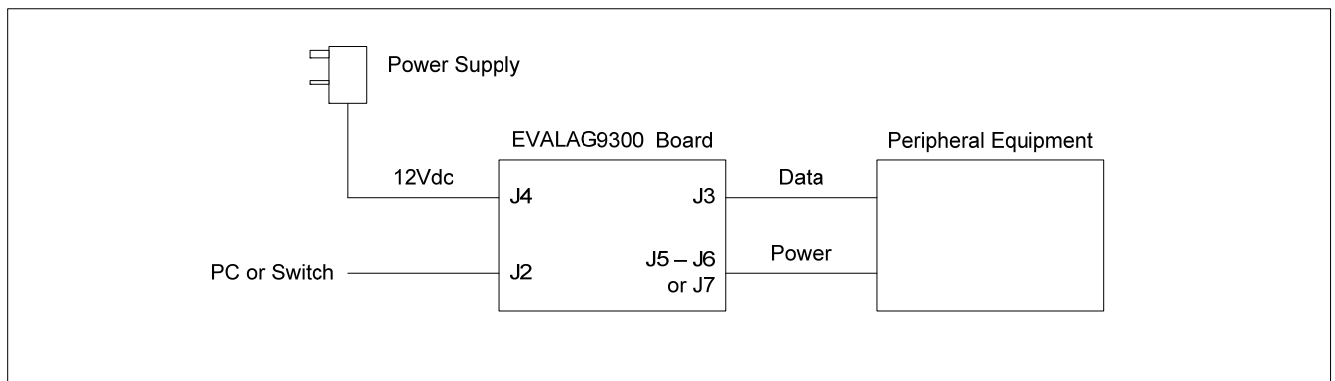 Power Supply
EVALAG9300 Board
Peripheral Equipment
12Vdc
J4
J3
Data
PC or Switch
J2
J5 – J6
or J7
Power